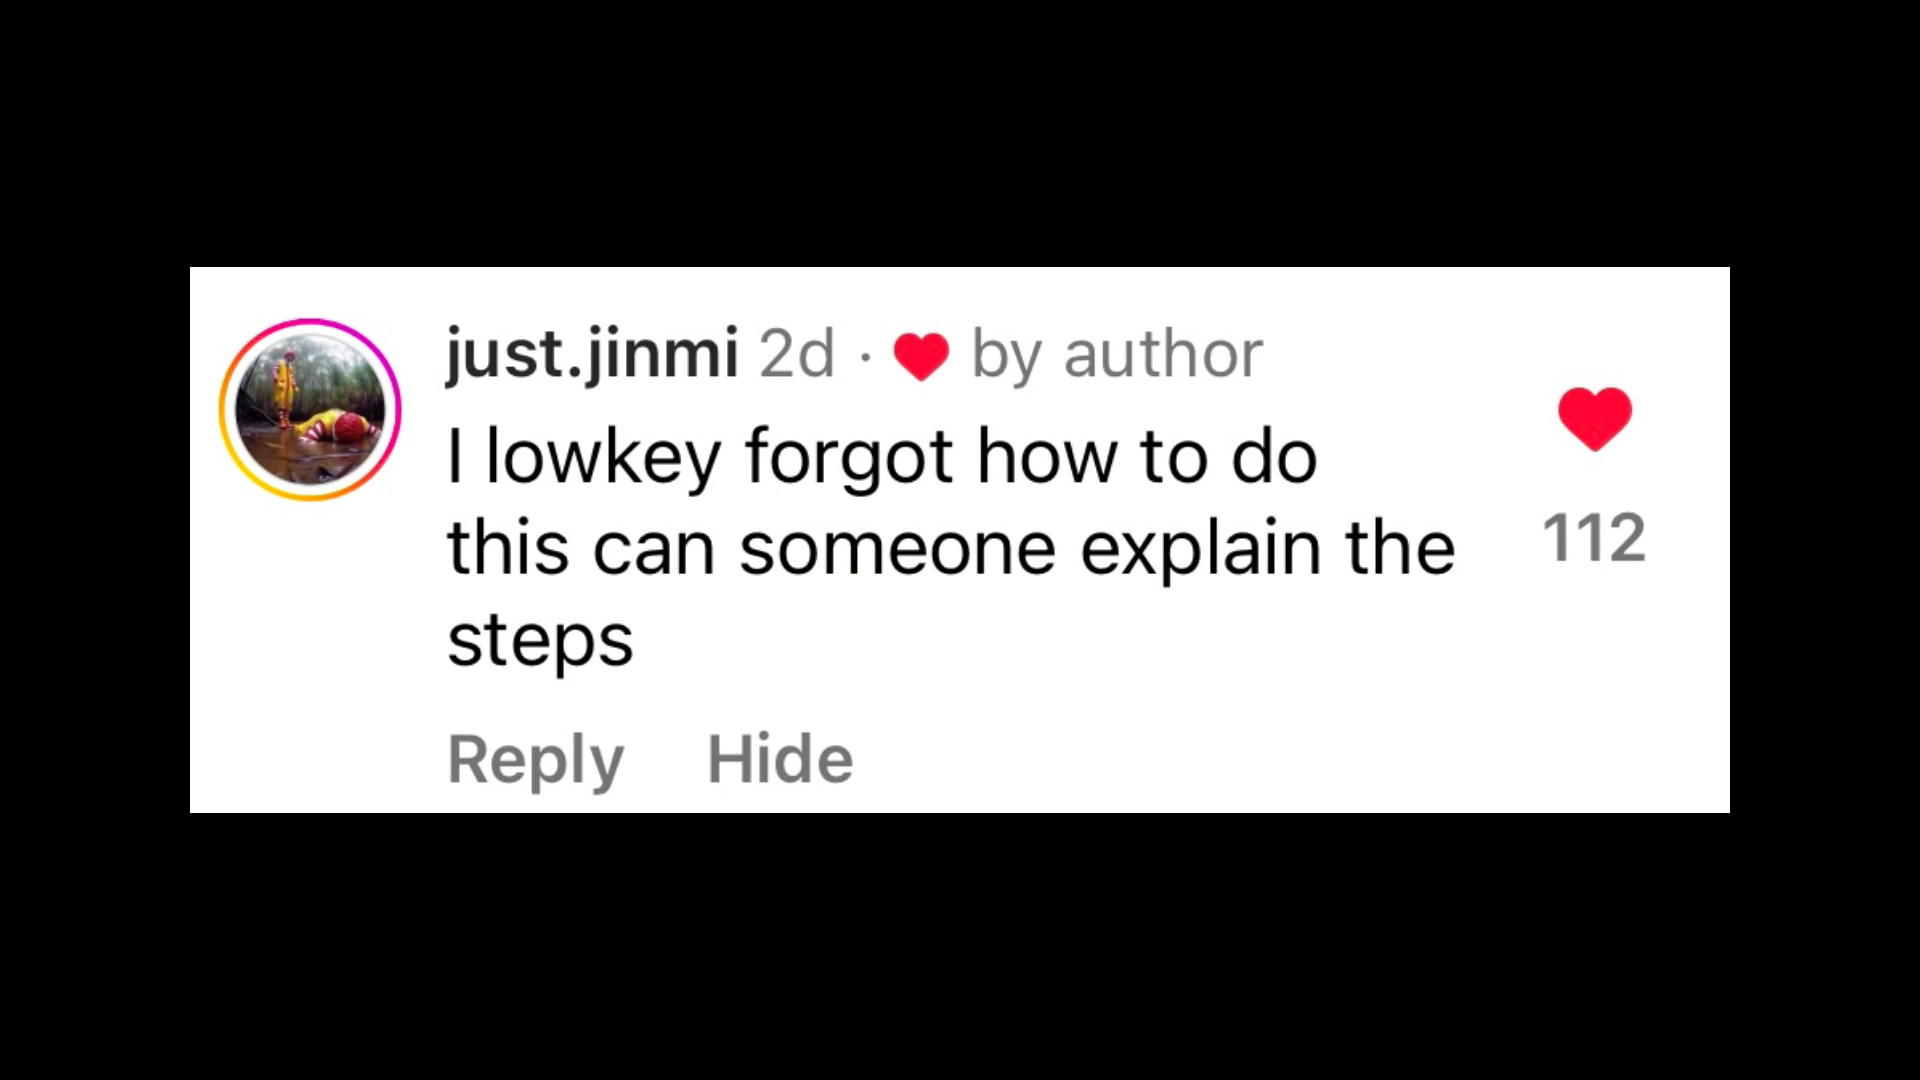 just.jinmi 2d · ❤️ by author
I lowkey forgot how to do
this can someone explain the
steps
112
Reply Hide